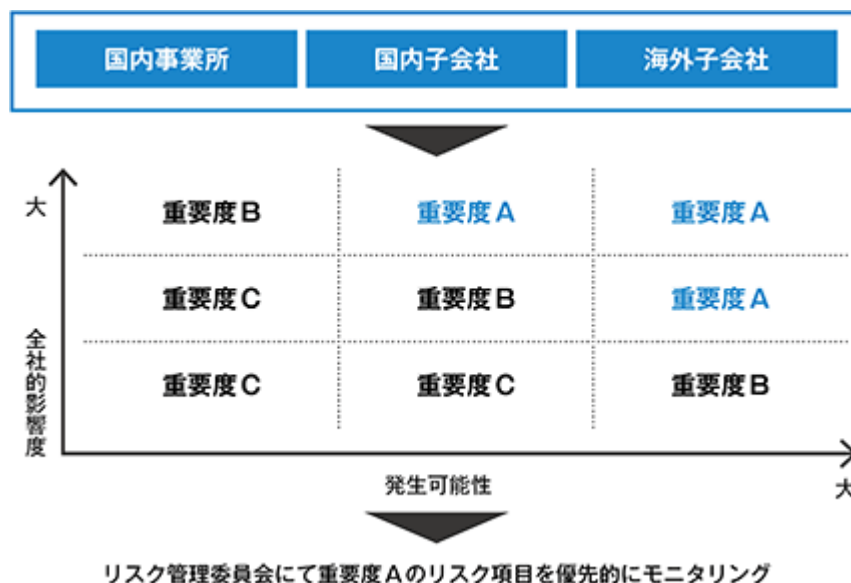 国内事業所 国内子会社 海外子会社
大
重要度B 重要度A 重要度A
重要度C 重要度B 重要度A
重要度C 重要度C 重要度B
全社的影響度
発生可能性
大
リスク管理委員会にて重要度Aのリスク項目を優先的にモニタリング